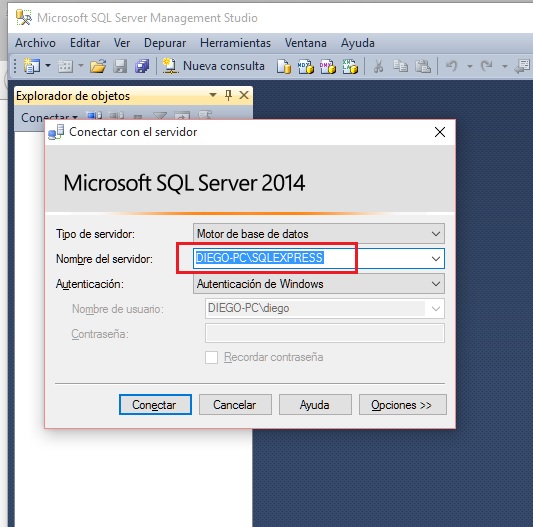 Microsoft SQL Server Management Studio
Archivo Editar Ver Depurar Herramientas Ventana Ayuda
Nueva consulta
Explorador de objetos
Conectar
Conectar con el servidor
Microsoft SQL Server 2014
Tipo de servidor: Motor de base de datos
Nombre del servidor: DIEGO-PC\SQLEXPRESS
Autenticación: Autenticación de Windows
Nombre de usuario: DIEGO-PC\diego
Contraseña:
Recordar contraseña
Conectar Cancelar Ayuda Opciones >>